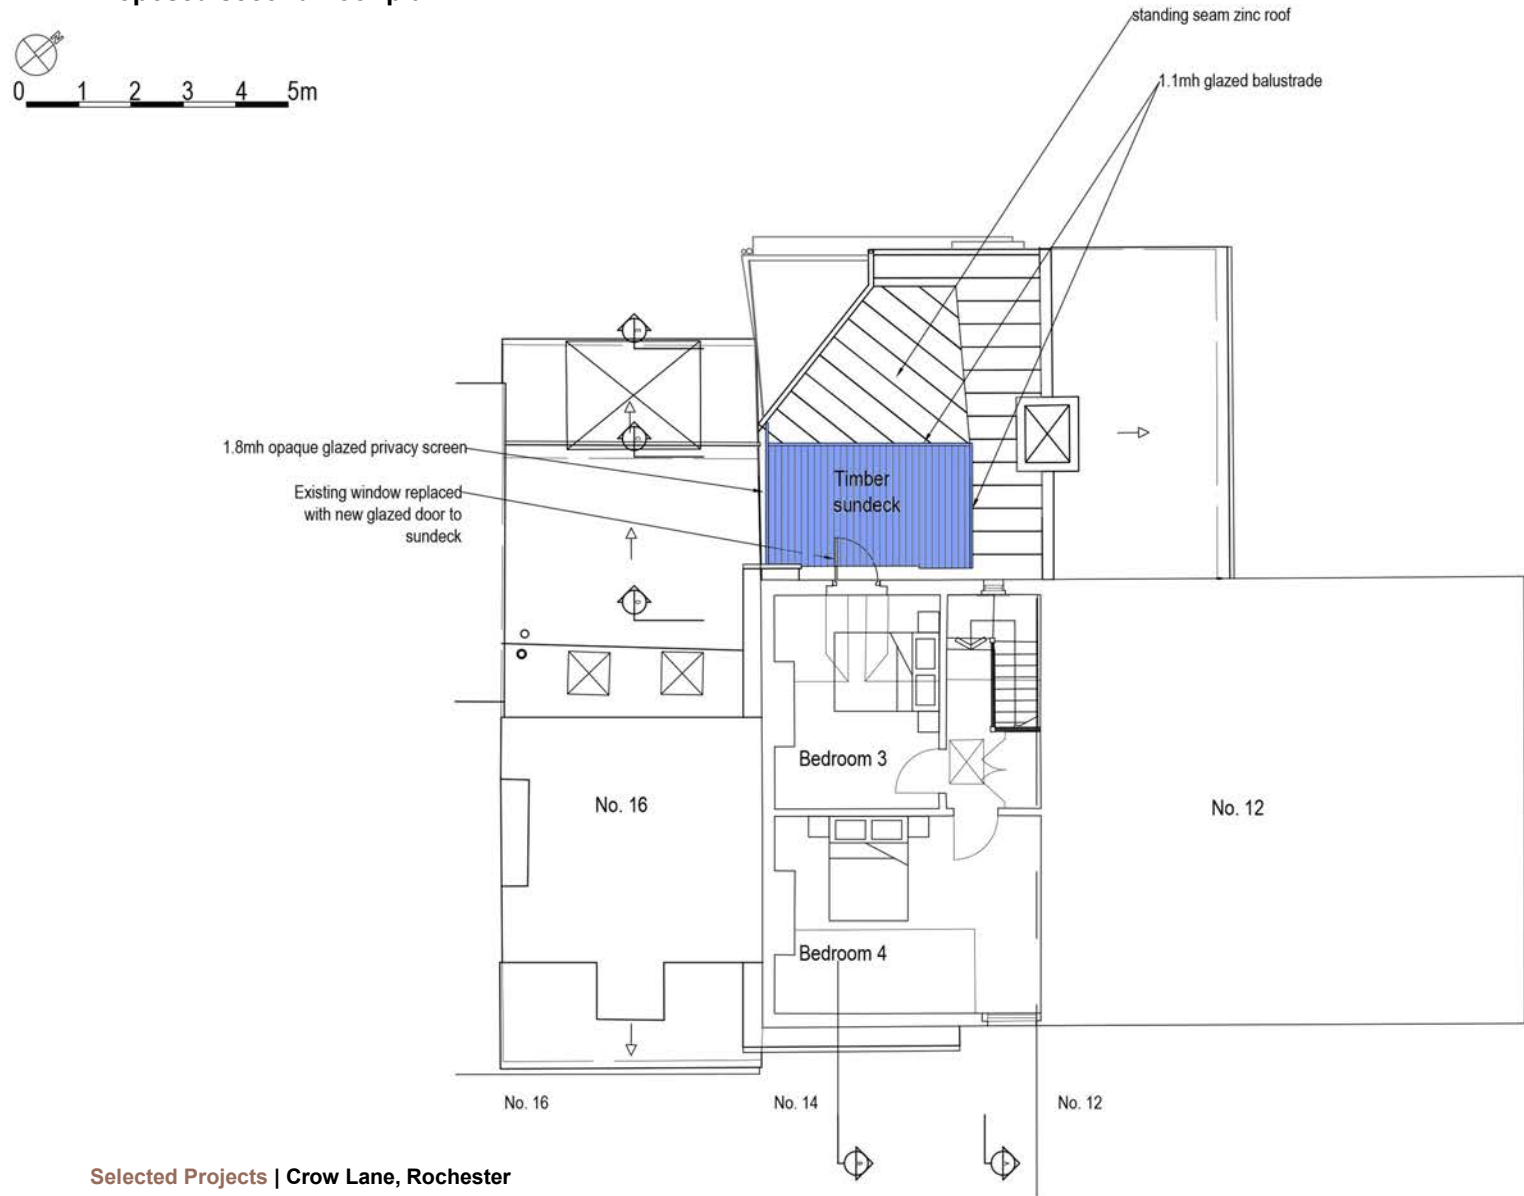 standing seam zinc roof
N
0 1 2 3 4 5m
1.1mh glazed balustrade
1.8mh opaque glazed privacy screen
Existing window replaced
with new glazed door to
sundeck
Timber
sundeck
Bedroom 3
No. 16
No. 12
Bedroom 4
No. 16
No. 14
No. 12
Selected Projects | Crow Lane, Rochester